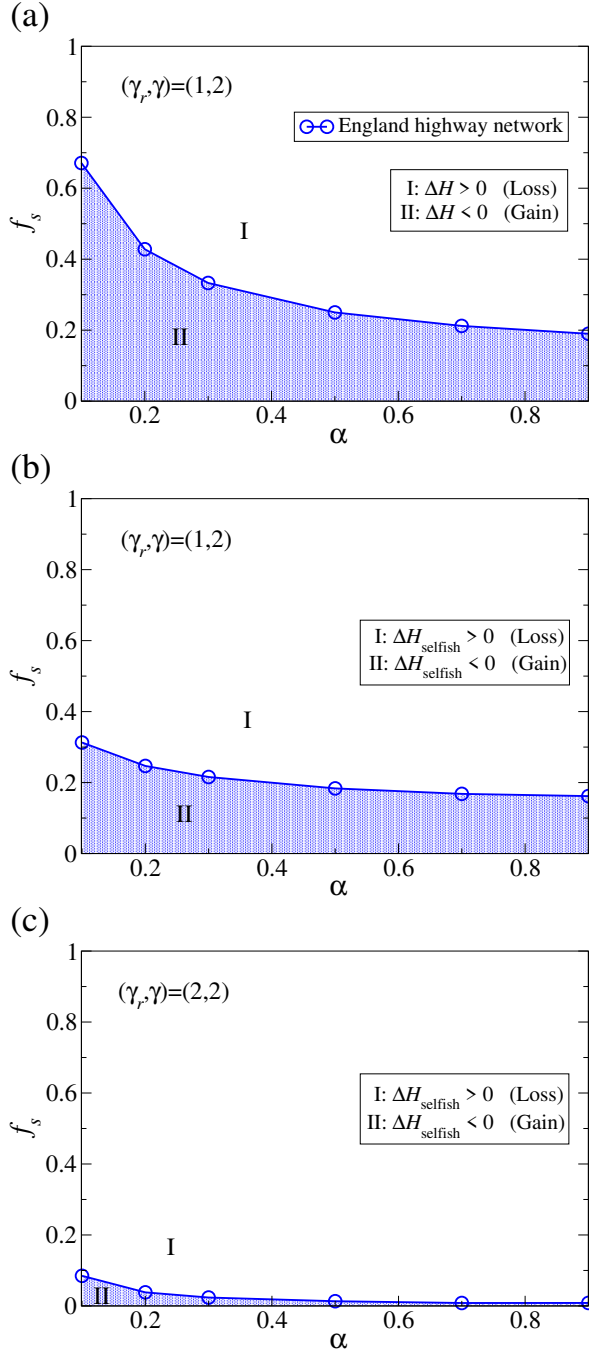 (a)
1
(γr,γ)=(1,2)
0.8
England highway network
0.6
I: ΔH > 0 (Loss)
II: ΔH < 0 (Gain)
fs
I
0.4
0.2
II
0
0.2 0.4 0.6 0.8
α
(b)
1
(γr,γ)=(1,2)
0.8
0.6
I: ΔHselfish > 0 (Loss)
II: ΔHselfish < 0 (Gain)
fs
0.4
I
0.2
II
0
0.2 0.4 0.6 0.8
α
(c)
1
(γr,γ)=(2,2)
0.8
0.6
I: ΔHselfish > 0 (Loss)
II: ΔHselfish < 0 (Gain)
fs
0.4
0.2
I
II
0
0.2 0.4 0.6 0.8
α